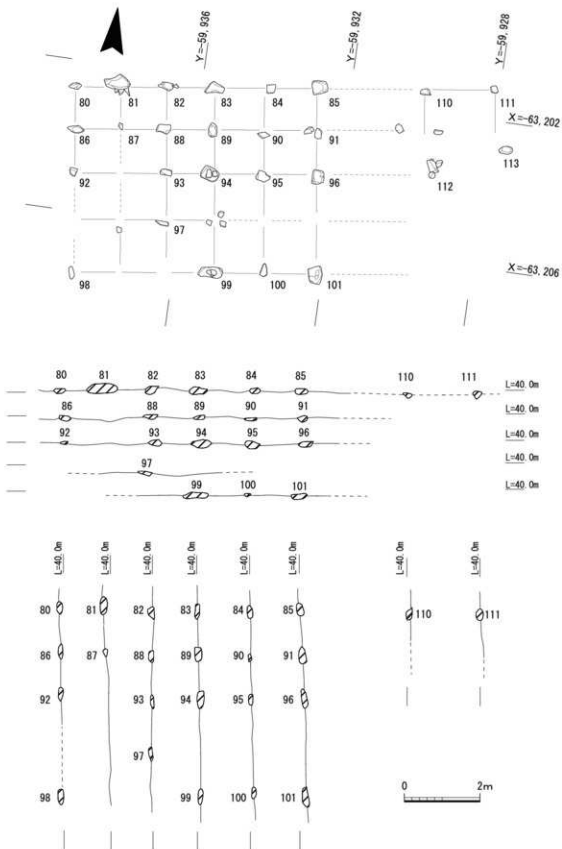 Y=-59, 936
Y=-59, 932
Y=-59, 928
80 81 82 83 84 85 110 111
X=-63, 202
86 87 88 89 90 91
113
92 93 94 95 96 112
97
X=-63, 206
98 99 100 101
80 81 82 83 84 85 110 111
L=40. 0m
86 88 89 90 91
L=40. 0m
92 93 94 95 96
L=40. 0m
97
L=40. 0m
99 100 101
L=40. 0m
L=40. 0m L=40. 0m L=40. 0m L=40. 0m L=40. 0m L=40. 0m L=40. 0m L=40. 0m
80 81 82 83 84 85 110 111
86 87 88 89 90 91
92 93 94 95 96
97
98 99 100 101
0 2m